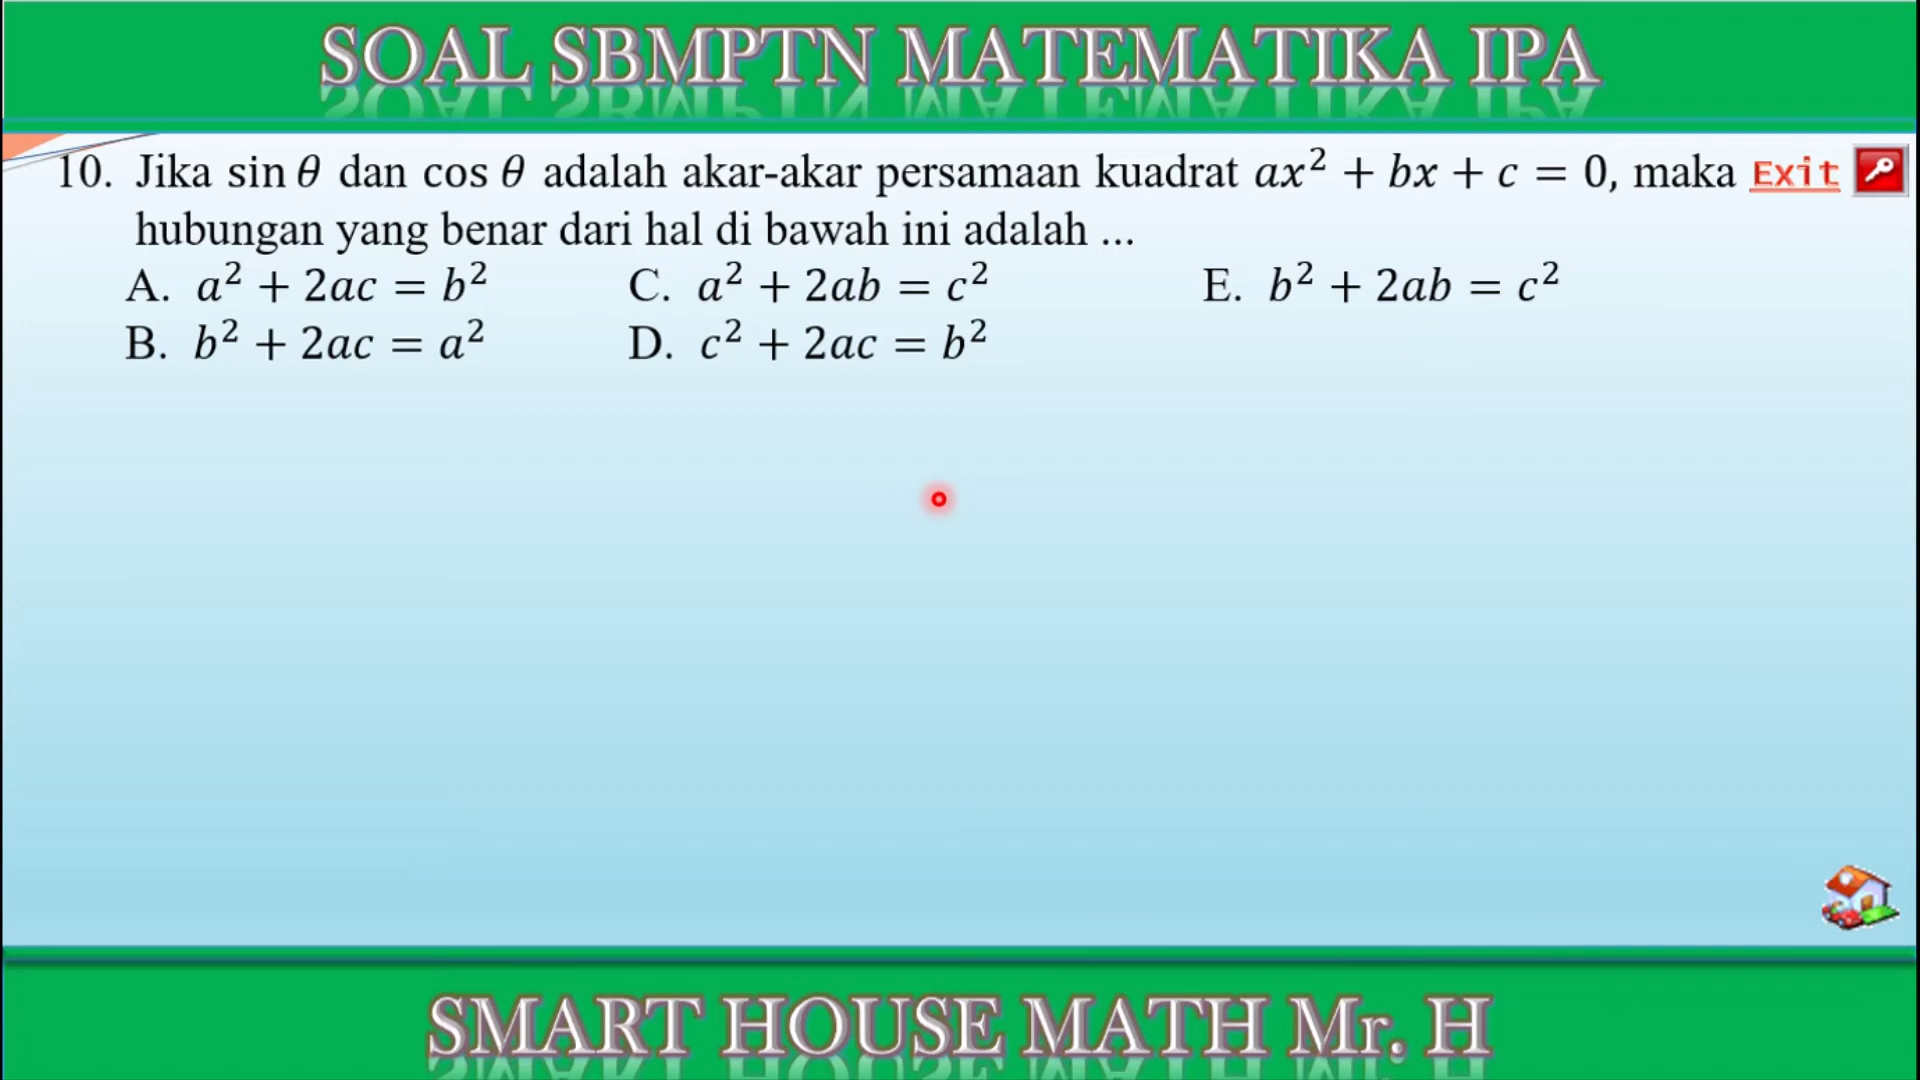 SOAL SBMPTN MATEMATIKA IPA
10. Jika sin θ dan cos θ adalah akar-akar persamaan kuadrat ax² + bx + c = 0, maka Exit
hubungan yang benar dari hal di bawah ini adalah ...
A. a² + 2ac = b² C. a² + 2ab = c² E. b² + 2ab = c²
B. b² + 2ac = a² D. c² + 2ac = b²
SMART HOUSE MATH Mr. H